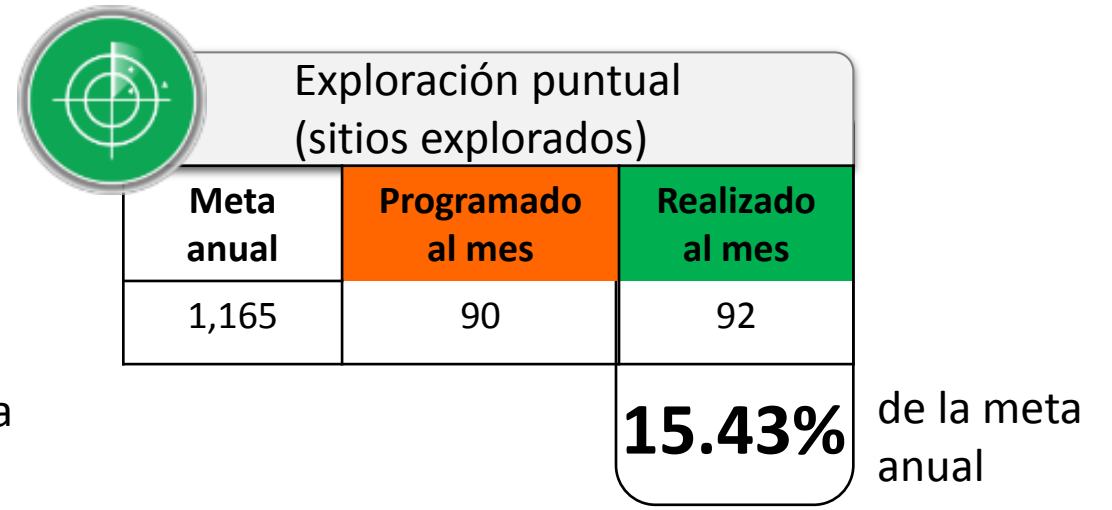 Exploración puntual
(sitios explorados)
Meta anual
Programado al mes
Realizado al mes
1,165 90 92
a
15.43% de la meta
anual